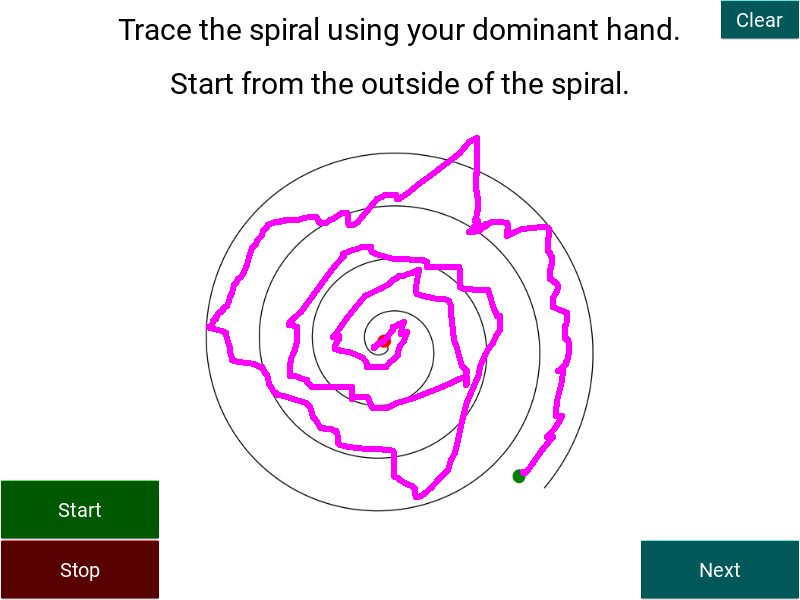 Trace the spiral using your dominant hand.
Clear
Start from the outside of the spiral.
Start
Stop
Next